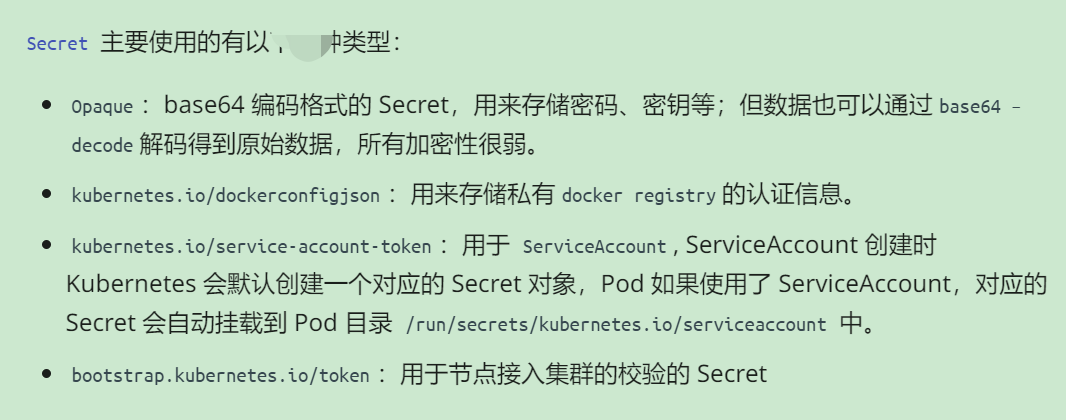 Secret 主要使用的有以 种类型：
Opaque ：base64 编码格式的 Secret，用来存储密码、密钥等；但数据也可以通过 base64 –
decode 解码得到原始数据，所有加密性很弱。
kubernetes.io/dockerconfigjson ：用来存储私有 docker registry 的认证信息。
kubernetes.io/service-account-token ：用于 ServiceAccount , ServiceAccount 创建时
Kubernetes 会默认创建一个对应的 Secret 对象，Pod 如果使用了 ServiceAccount，对应的
Secret 会自动挂载到 Pod 目录 /run/secrets/kubernetes.io/serviceaccount 中。
bootstrap.kubernetes.io/token ：用于节点接入集群的校验的 Secret